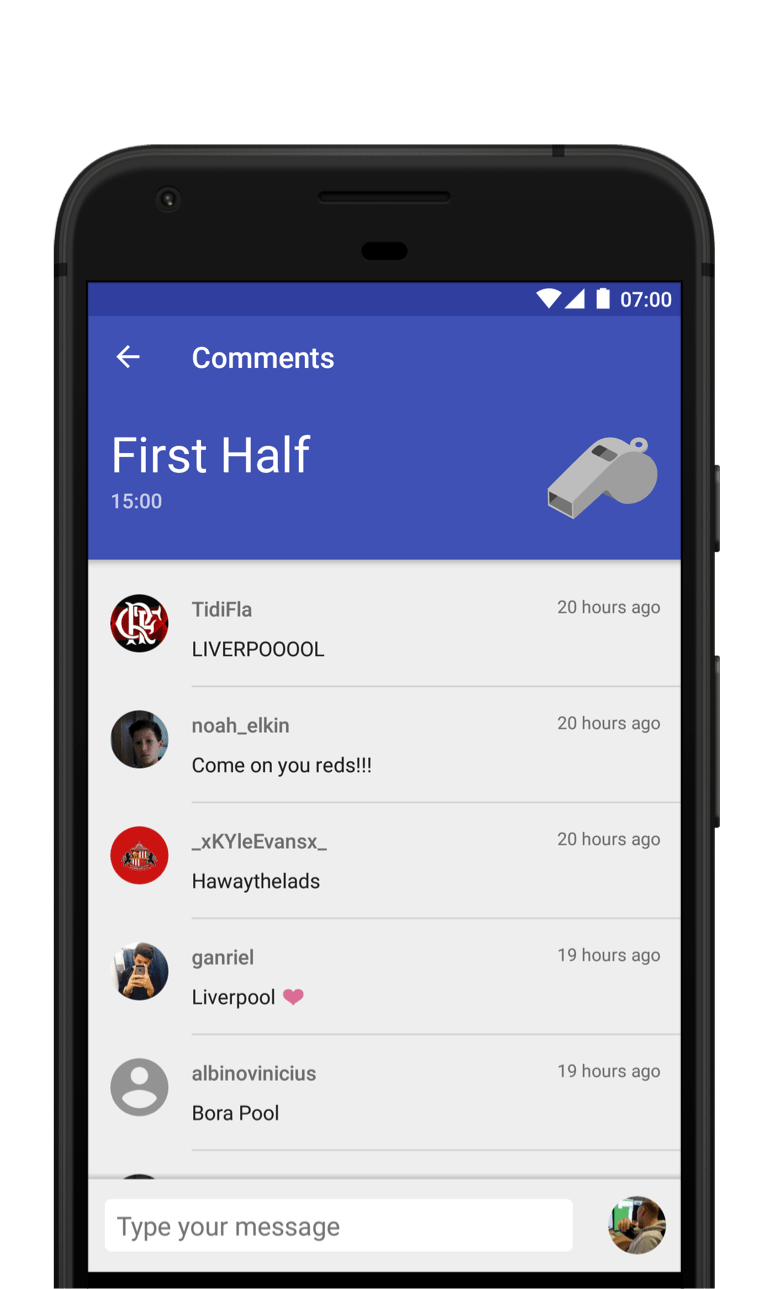 07:00
Comments
First Half
15:00
TidiFla
20 hours ago
LIVERPOOOOL
noah_elkin
20 hours ago
Come on you reds!!!
_xKYleEvansx_
20 hours ago
Hawaythelads
ganriel
19 hours ago
Liverpool
albinovinicius
19 hours ago
Bora Pool
Type your message